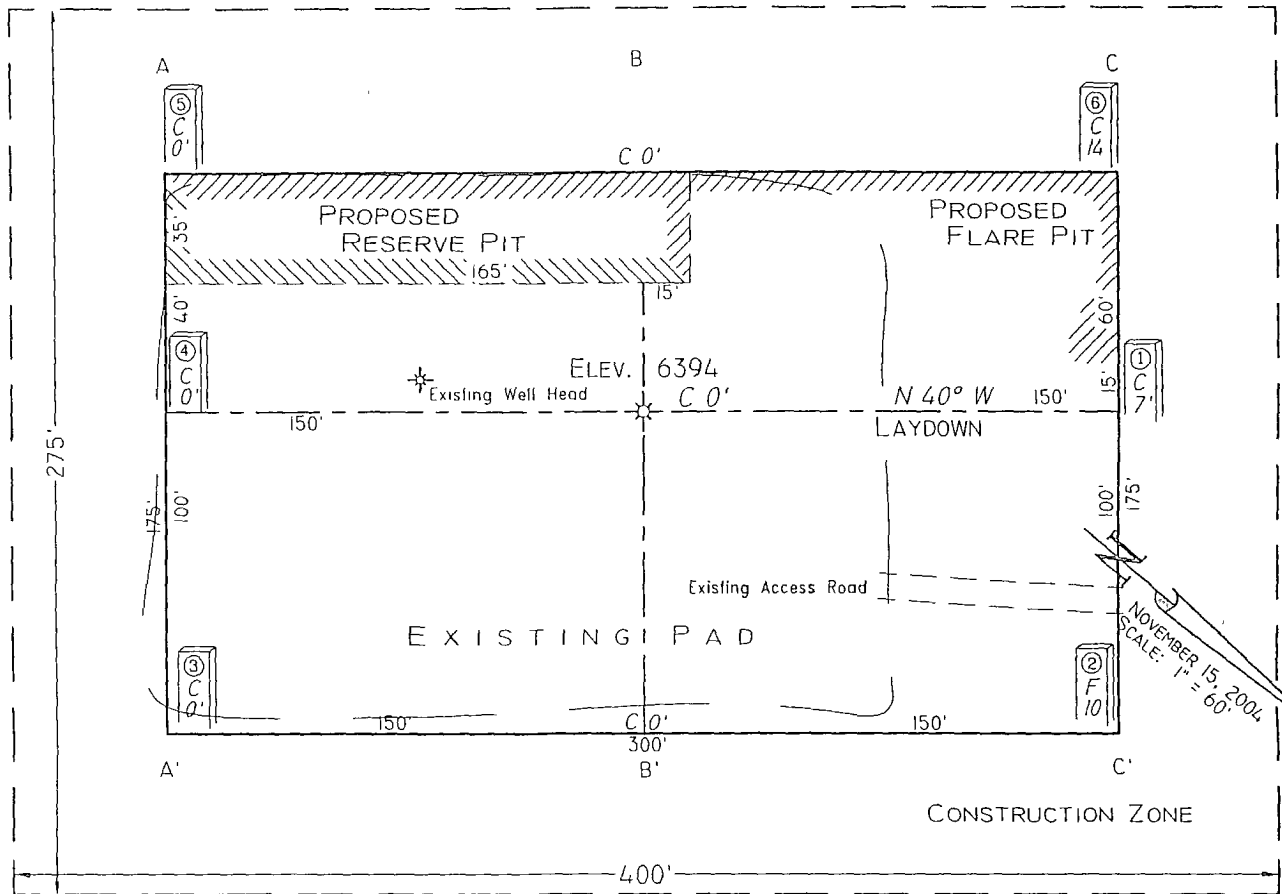 A
B
C
⑤
C
0'
⑥
C
14
C 0'
PROPOSED
RESERVE PIT
PROPOSED
FLARE PIT
35'
165'
15'
40'
60'
④
C
0'
①
C
7'
ELEV. 6394
Existing Well Head
C 0'
N 40° W
150'
15'
150'
LAYDOWN
275'
175'
100'
100'
175'
Existing Access Road
N
NOVEMBER 15, 2004
SCALE: 1" = 60'
EXISTING PAD
③
C
0'
②
F
10
150'
C 0'
150'
300'
A'
B'
C'
CONSTRUCTION ZONE
400'